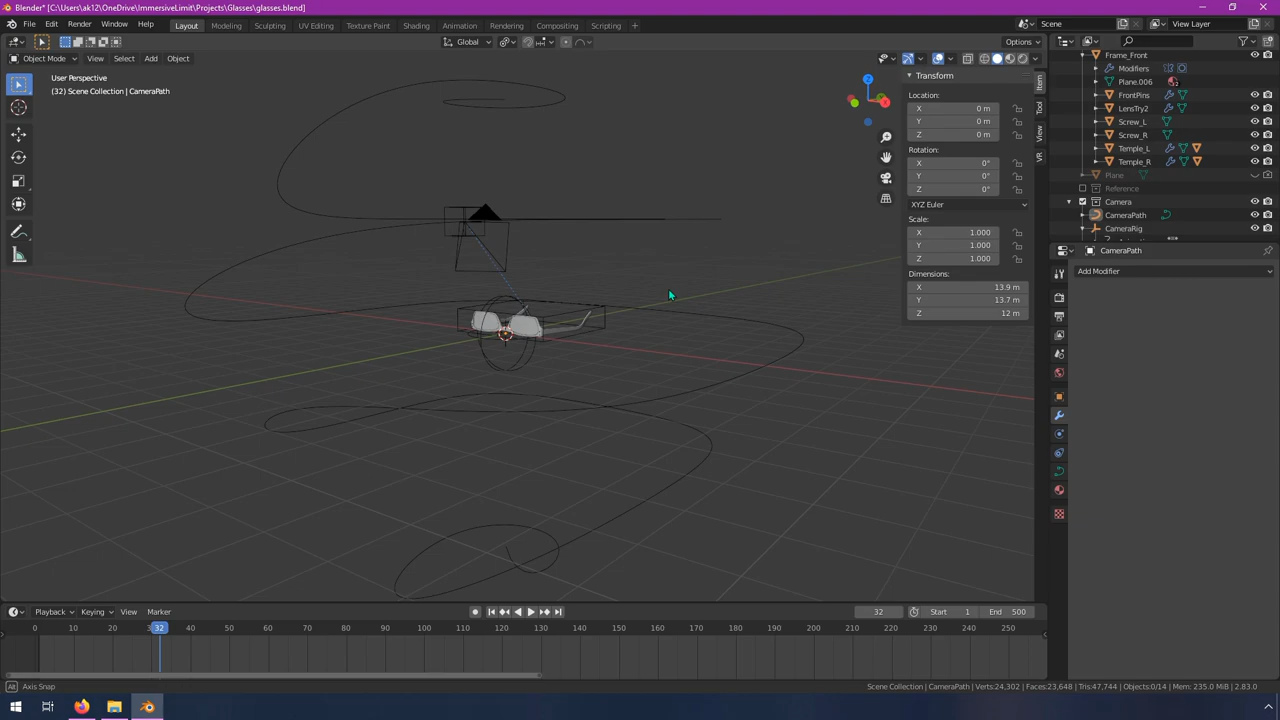 Blender* [C:\Users\ak12\OneDrive\ImmersiveLimit\Projects\Glasses\glasses.blend]
File Edit Render Window Help Layout Modeling Sculpting UV Editing Texture Paint Shading Animation Rendering Compositing Scripting + Scene View Layer
Global Options
Object Mode View Select Add Object
User Perspective
(32) Scene Collection | CameraPath
Transform
Location:
X 0 m
Y 0 m
Z 0 m
Rotation:
X 0°
Y 0°
Z 0°
XYZ Euler
Scale:
X 1.000
Y 1.000
Z 1.000
Dimensions:
X 13.9 m
Y 13.7 m
Z 12 m
Item
Tool
View
VR
Z
X
Frame_Front
Modifiers
Plane.006
FrontPins
LensTry2
Screw_L
Screw_R
Temple_L
Temple_R
Plane
Reference
Camera
CameraPath
CameraRig
CameraPath
Add Modifier
Playback Keying View Marker 32 Start 1 End 500
0 10 20 32 40 50 60 70 80 90 100 110 120 130 140 150 160 170 180 190 200 210 220 230 240 250
Alt Axis Snap
Scene Collection | CameraPath | Verts:24,302 | Faces:23,648 | Tris:47,744 | Objects:0/14 | Mem: 235.0 MiB | 2.83.0